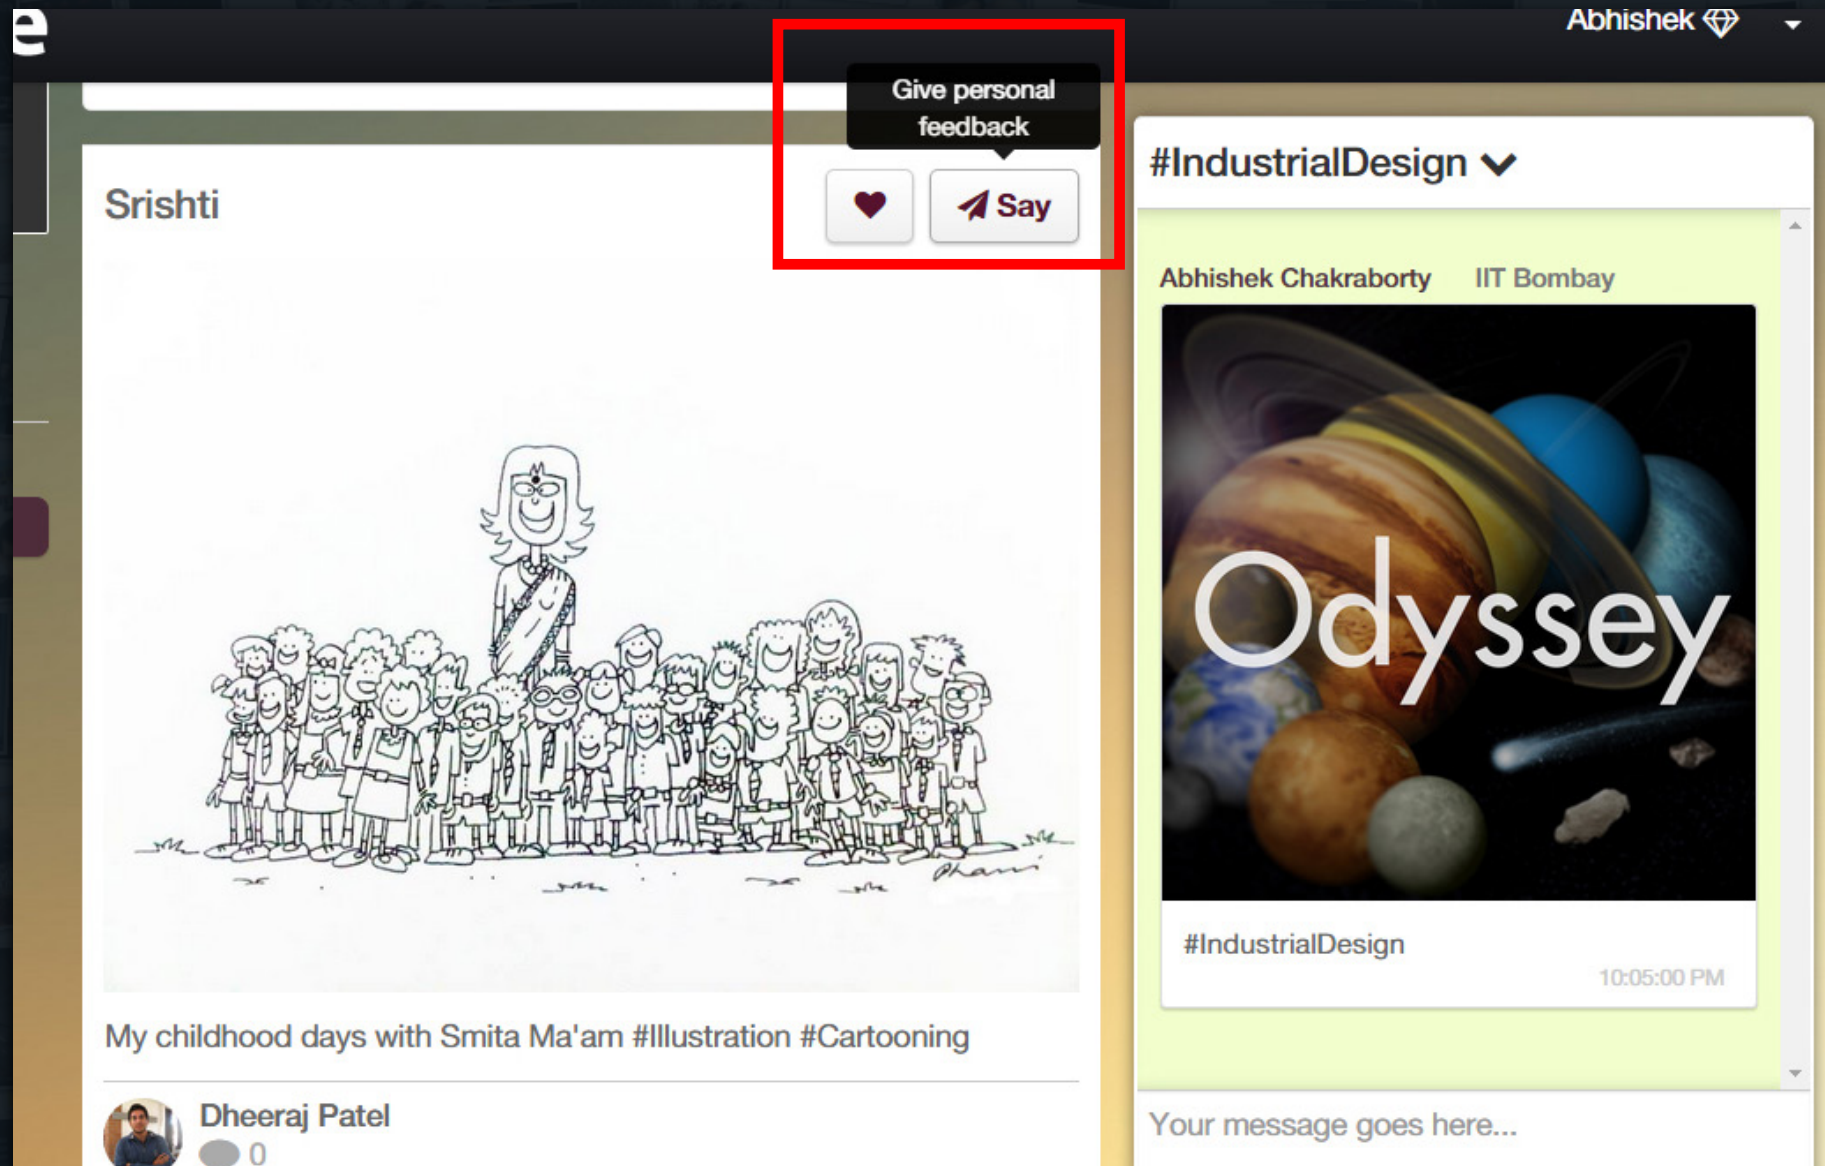 e
Abhishek
Give personal
feedback
Srishti
Say
My childhood days with Smita Ma'am #Illustration #Cartooning
Dheeraj Patel
0
#IndustrialDesign
Abhishek Chakraborty IIT Bombay
Odyssey
#IndustrialDesign
10:05:00 PM
Your message goes here...